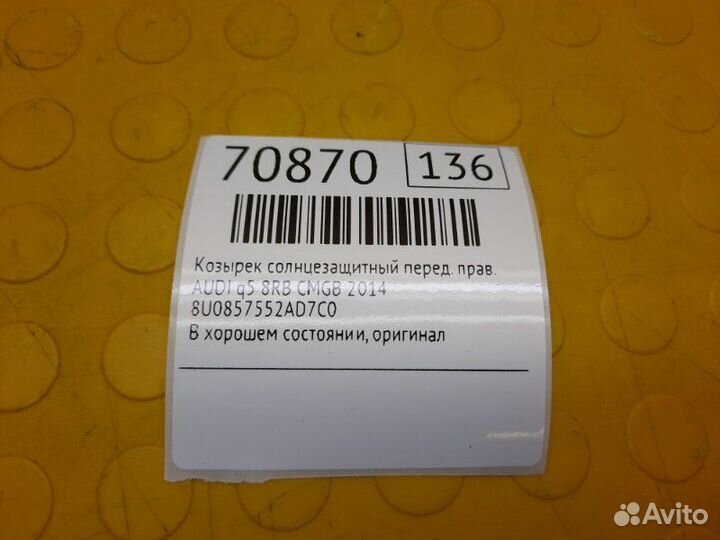 70870 136
Козырек солнцезащитный перед. прав.
AUDI q5 8RB CMGB 2014
8U0857552AD7C0
В хорошем состоянии, оригинал
Avito